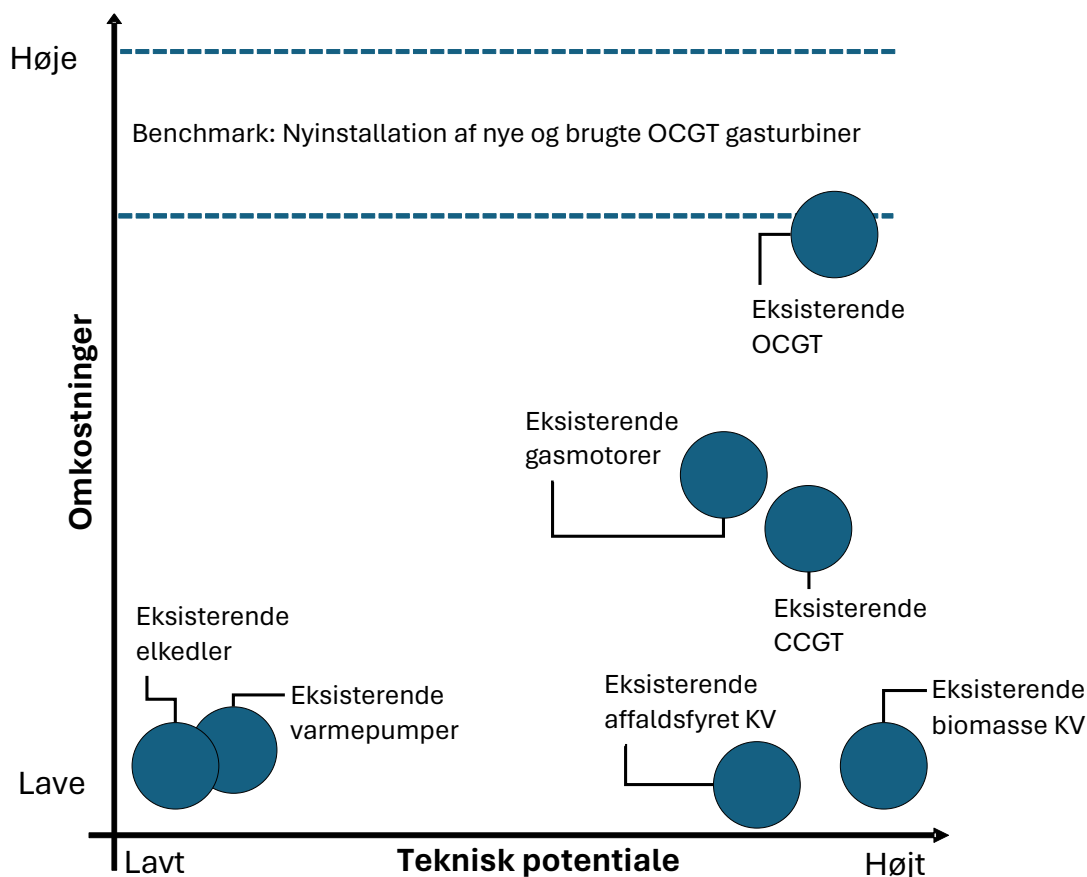 Høje
Benchmark: Nyinstallation af nye og brugte OCGT gasturbiner
Eksisterende
OCGT
Omkostninger
Eksisterende
gasmotorer
Eksisterende
CCGT
Eksisterende
elkedler
Eksisterende
varmepumper
Eksisterende
affaldsfyret KV
Eksisterende
biomasse KV
Lave
Lavt
Teknisk potentiale
Højt